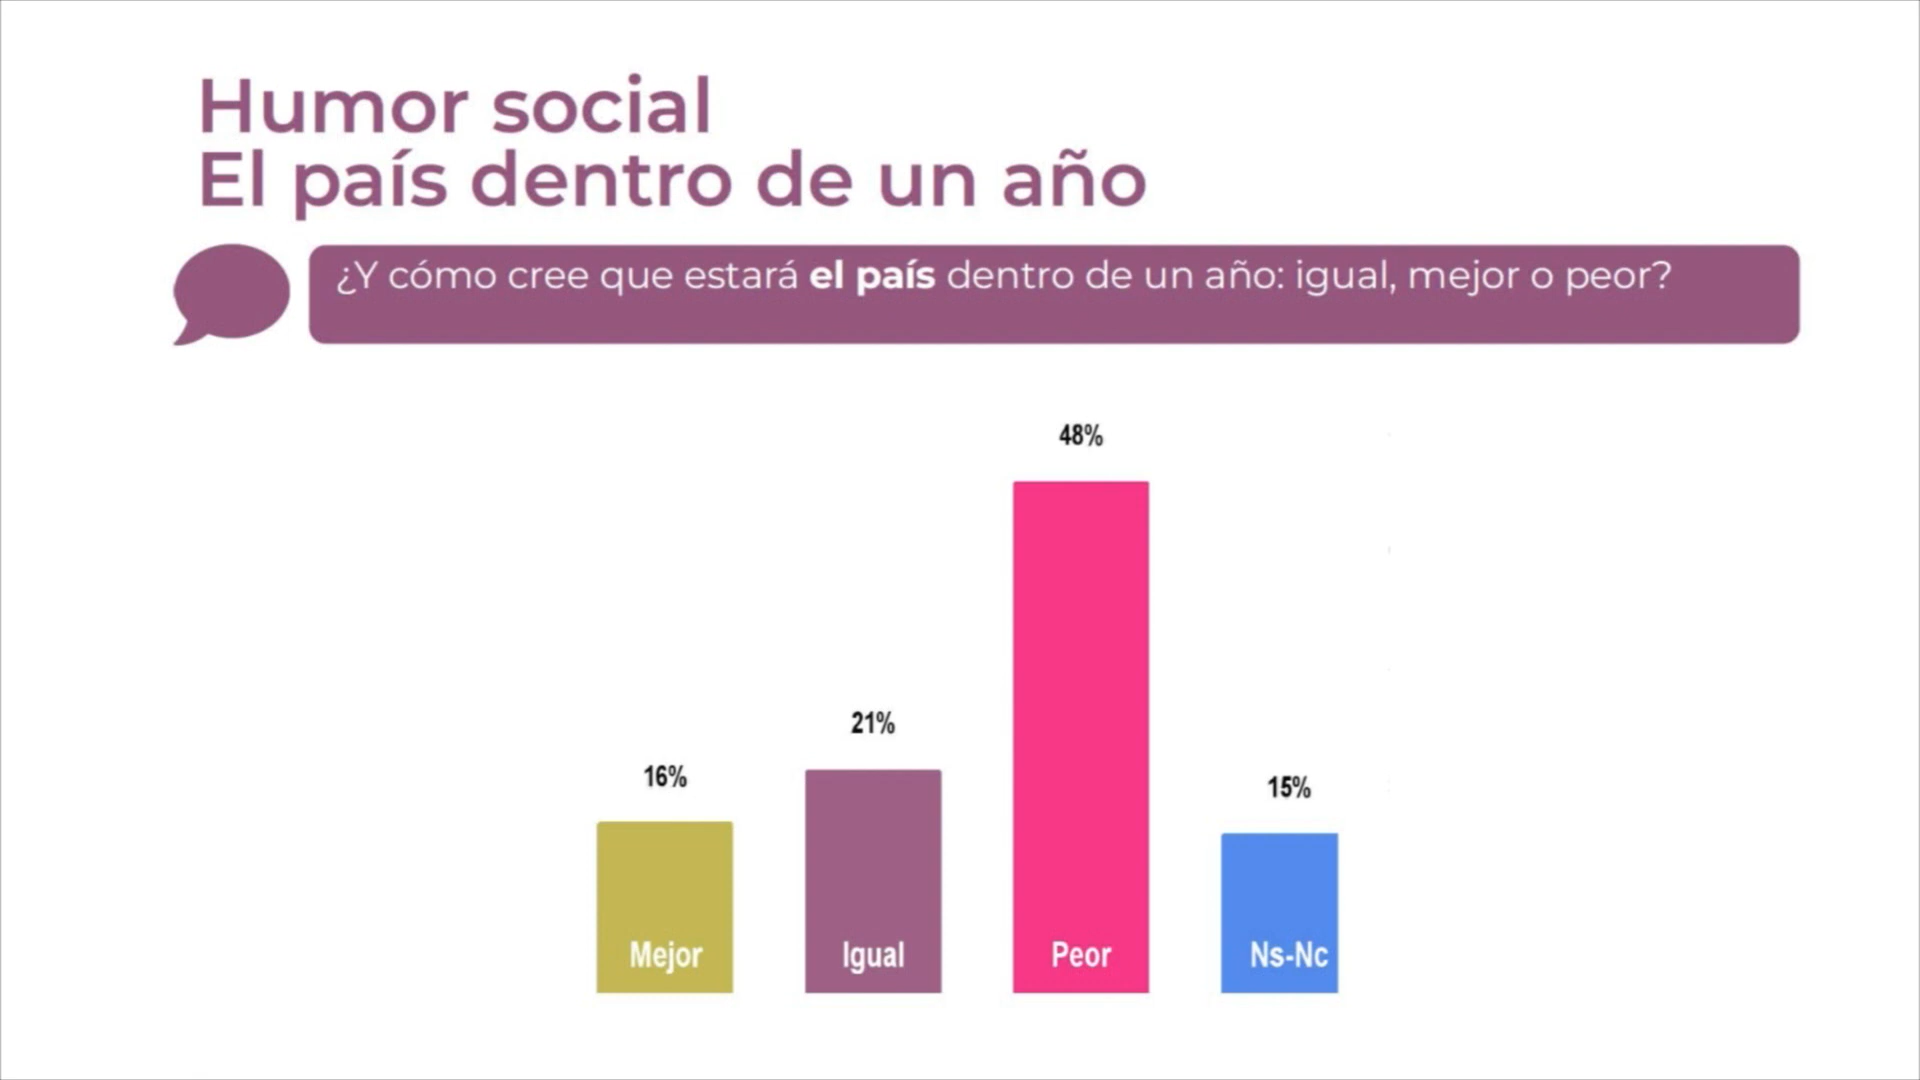 Humor social
El país dentro de un año
¿Y cómo cree que estará el país dentro de un año: igual, mejor o peor?
48%
21%
16%
15%
Mejor
Igual
Peor
Ns-Nc